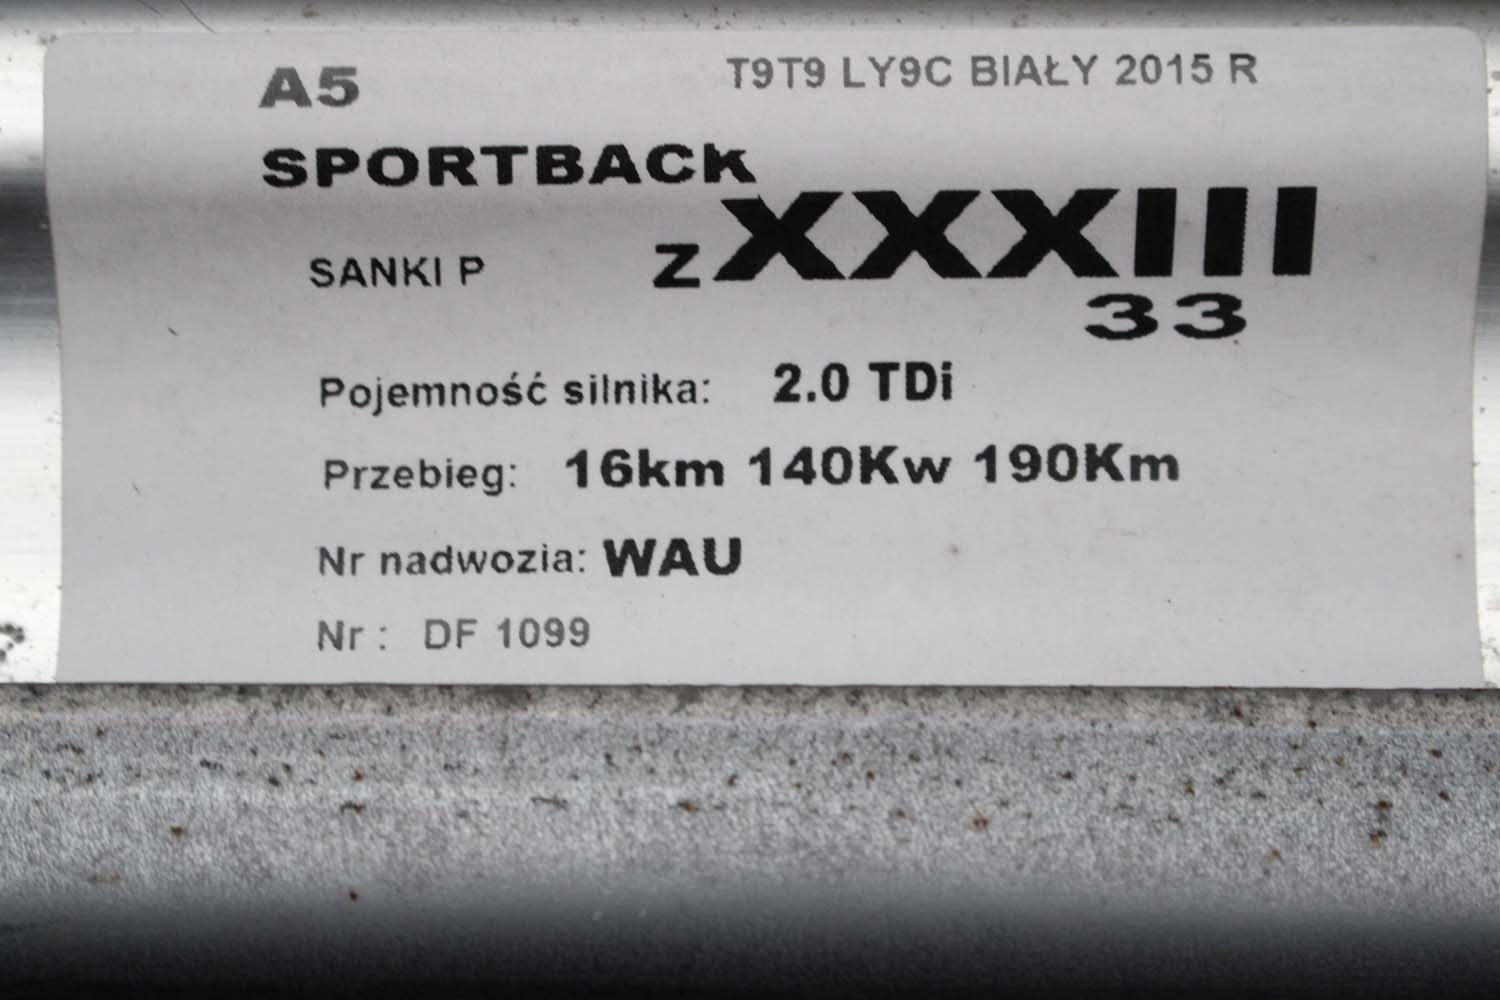 A5 T9T9 LY9C BIAŁY 2015 R
SPORTBACK
SANKI P z XXXIII
33
Pojemność silnika: 2.0 TDi
Przebieg: 16km 140Kw 190Km
Nr nadwozia: WAU
Nr : DF 1099